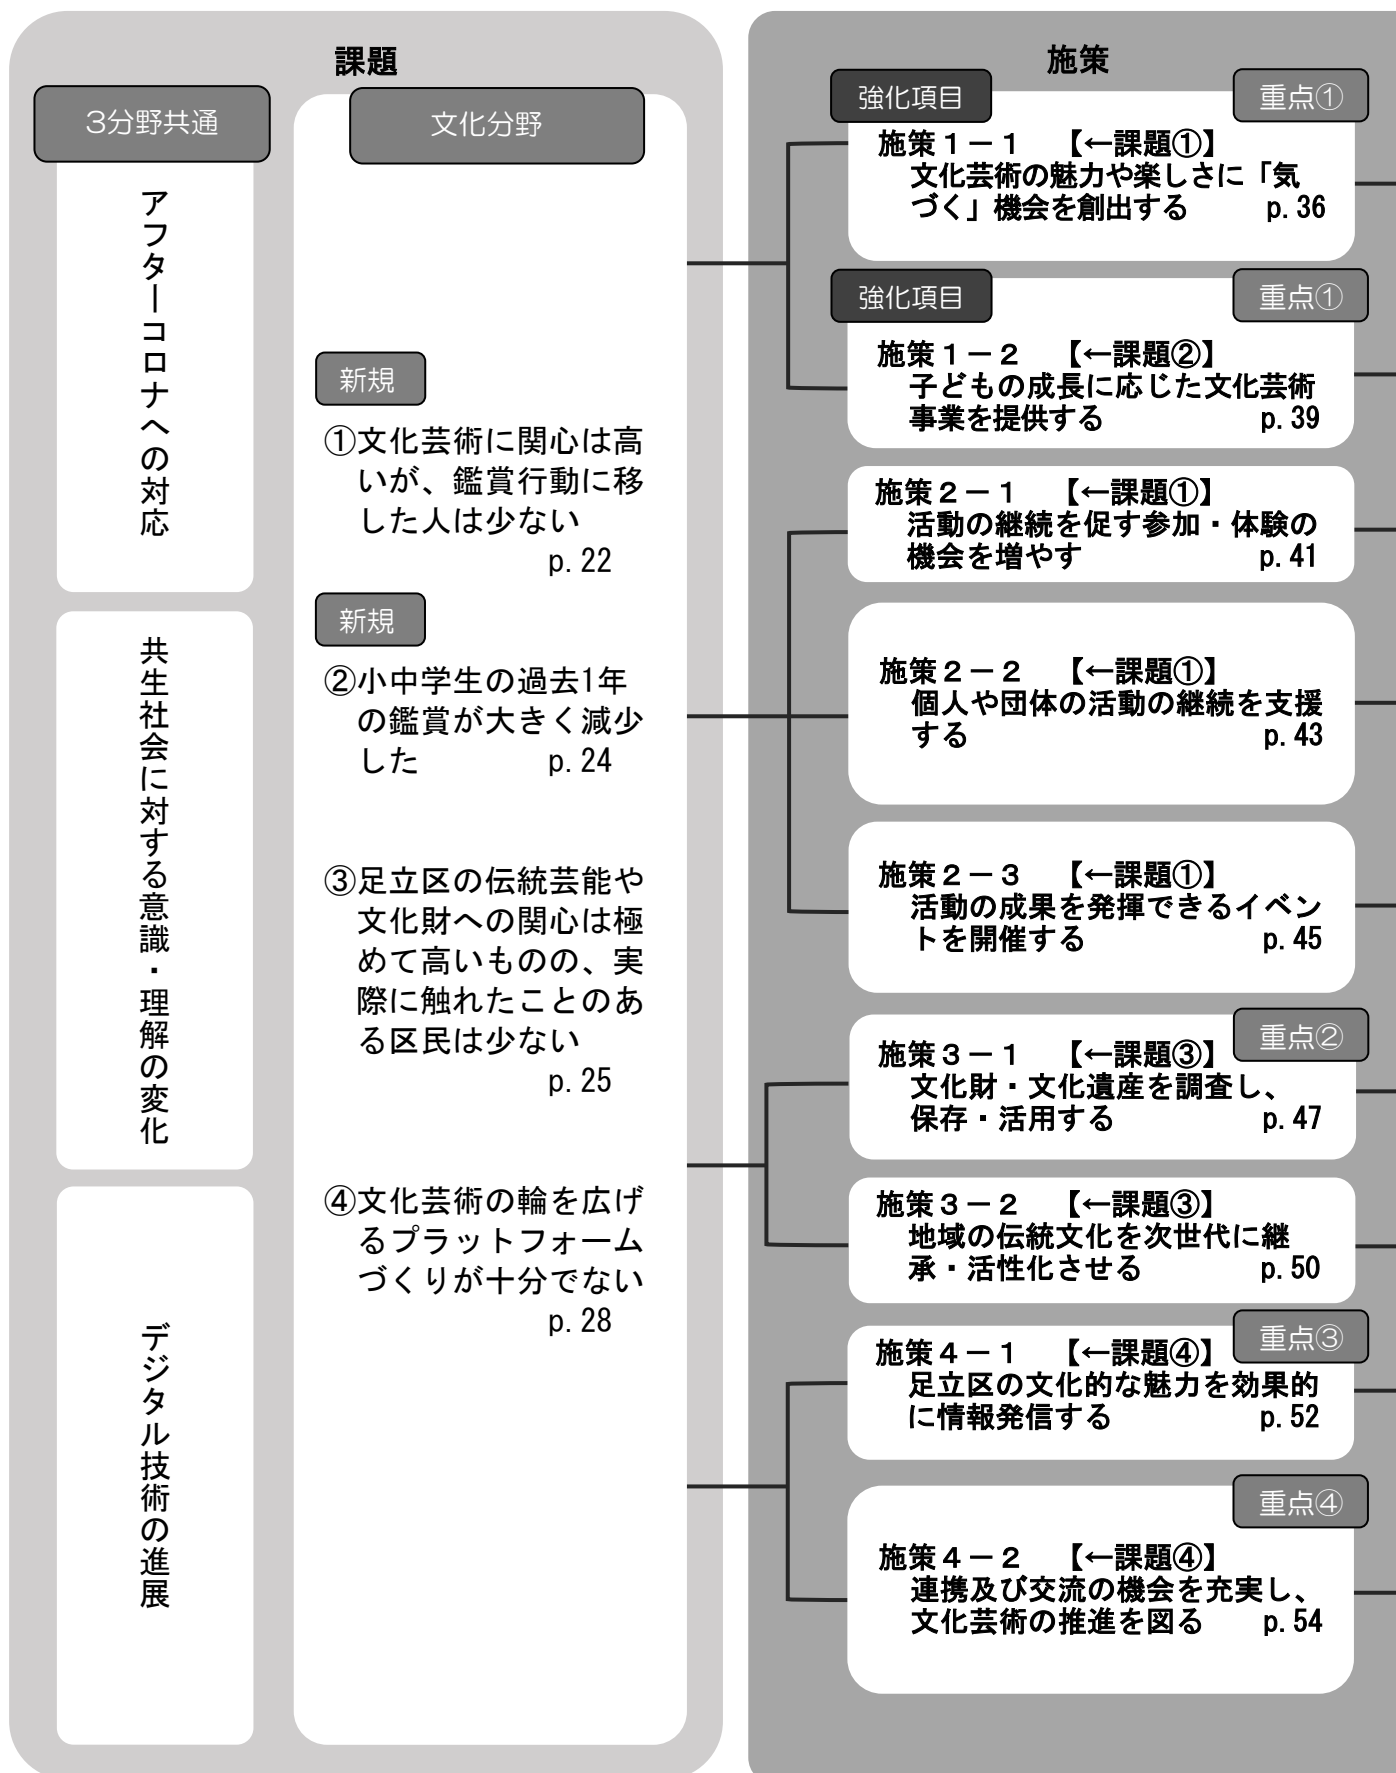 課題
3分野共通
アフターコロナへの対応
共生社会に対する意識・理解の変化
デジタル技術の進展
文化分野
新規
①文化芸術に関心は高
いが、鑑賞行動に移
した人は少ない
p.22
新規
②小中学生の過去1年
の鑑賞が大きく減少
した p.24
③足立区の伝統芸能や
文化財への関心は極
めて高いものの、実
際に触れたことのあ
る区民は少ない
p.25
④文化芸術の輪を広げ
るプラットフォーム
づくりが十分でない
p.28
施策
強化項目 重点①
施策1－1 【←課題①】
文化芸術の魅力や楽しさに「気
づく」機会を創出する p.36
強化項目 重点①
施策1－2 【←課題②】
子どもの成長に応じた文化芸術
事業を提供する p.39
施策2－1 【←課題①】
活動の継続を促す参加・体験の
機会を増やす p.41
施策2－2 【←課題①】
個人や団体の活動の継続を支援
する p.43
施策2－3 【←課題①】
活動の成果を発揮できるイベン
トを開催する p.45
重点②
施策3－1 【←課題③】
文化財・文化遺産を調査し、
保存・活用する p.47
施策3－2 【←課題③】
地域の伝統文化を次世代に継
承・活性化させる p.50
重点③
施策4－1 【←課題④】
足立区の文化的な魅力を効果的
に情報発信する p.52
重点④
施策4－2 【←課題④】
連携及び交流の機会を充実し、
文化芸術の推進を図る p.54